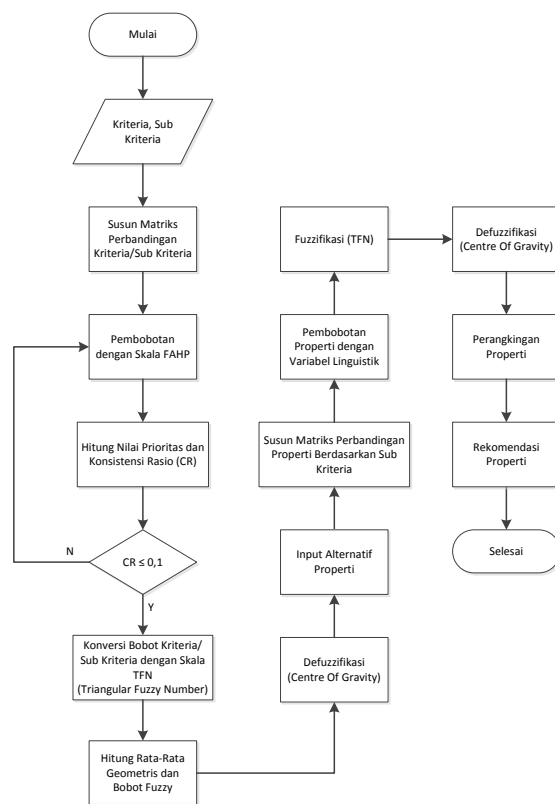 Mulai
Kriteria, Sub
Kriteria
Susun Matriks
Perbandingan
Kriteria/Sub Kriteria
Pembobotan
dengan Skala FAHP
Hitung Nilai Prioritas dan
Konsistensi Rasio (CR)
CR ≤ 0,1
N
Y
Konversi Bobot Kriteria/
Sub Kriteria dengan Skala
TFN
(Triangular Fuzzy Number)
Hitung Rata-Rata
Geometris dan
Bobot Fuzzy
Defuzzifikasi
(Centre Of Gravity)
Input Alternatif
Properti
Susun Matriks Perbandingan
Properti Berdasarkan Sub
Kriteria
Pembobotan
Properti dengan
Variabel Linguistik
Fuzzifikasi (TFN)
Defuzzifikasi
(Centre Of Gravity)
Perangkingan
Properti
Rekomendasi
Properti
Selesai